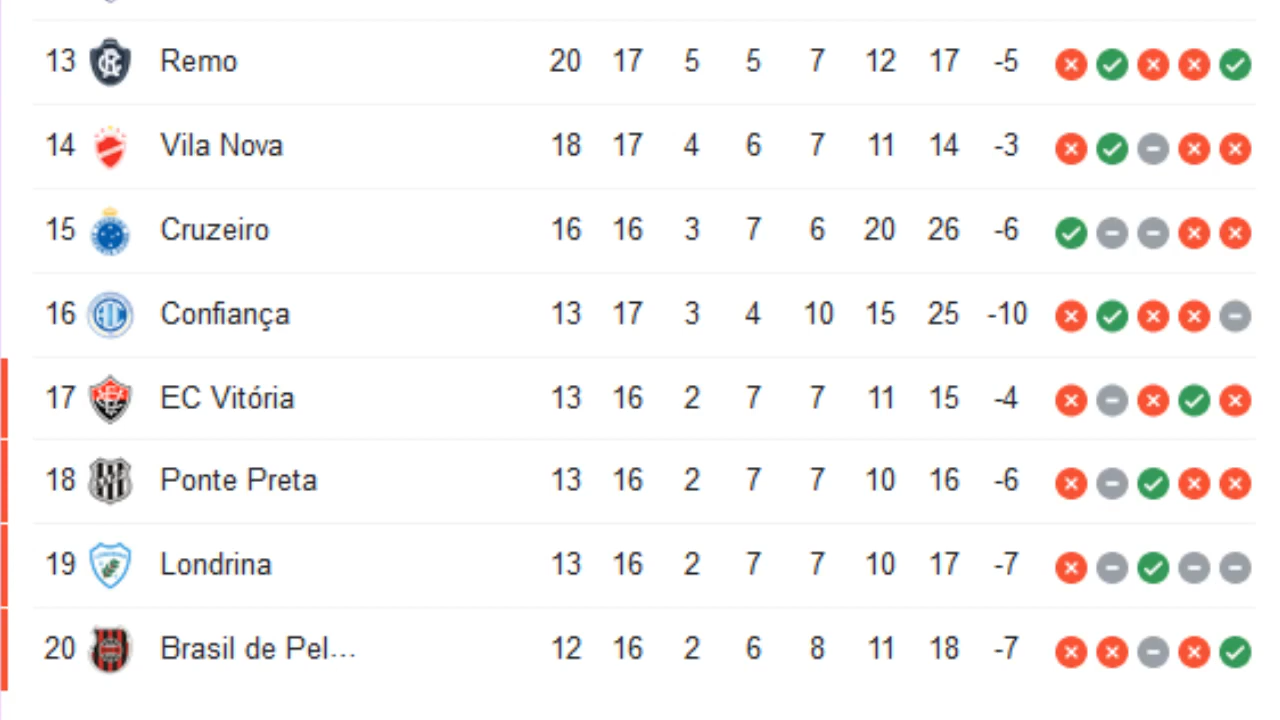 13 Remo 20 17 5 5 7 12 17 -5
14 Vila Nova 18 17 4 6 7 11 14 -3
15 Cruzeiro 16 16 3 7 6 20 26 -6
16 Confiança 13 17 3 4 10 15 25 -10
17 EC Vitória 13 16 2 7 7 11 15 -4
18 Ponte Preta 13 16 2 7 7 10 16 -6
19 Londrina 13 16 2 7 7 10 17 -7
20 Brasil de Pel... 12 16 2 6 8 11 18 -7